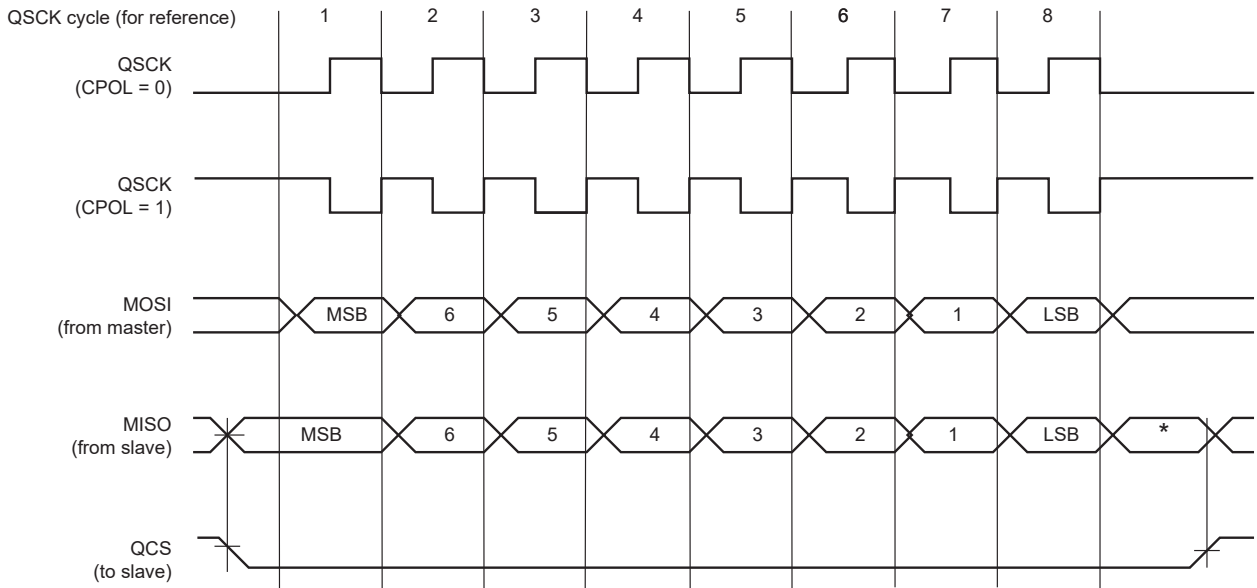 QSCK cycle (for reference) 1 2 3 4 5 6 7 8
QSCK
(CPOL = 0)
QSCK
(CPOL = 1)
MOSI
(from master)
MSB 6 5 4 3 2 1 LSB
MISO
(from slave)
MSB 6 5 4 3 2 1 LSB *
QCS
(to slave)